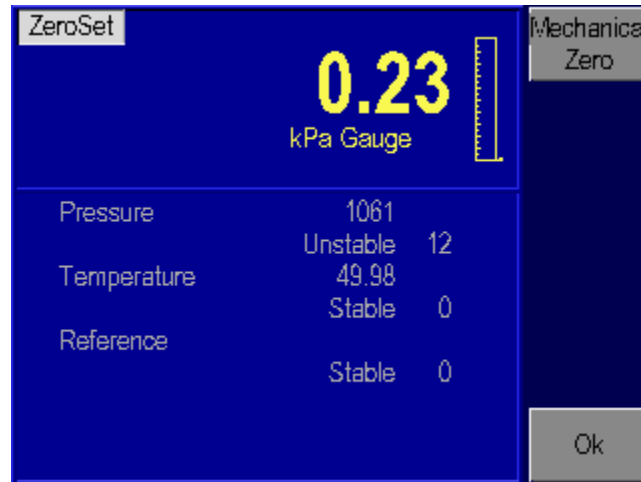 ZeroSet
0.23
kPa Gauge
Mechanica
Zero
Pressure 1061
Unstable 12
Temperature 49.98
Stable 0
Reference
Stable 0
Ok